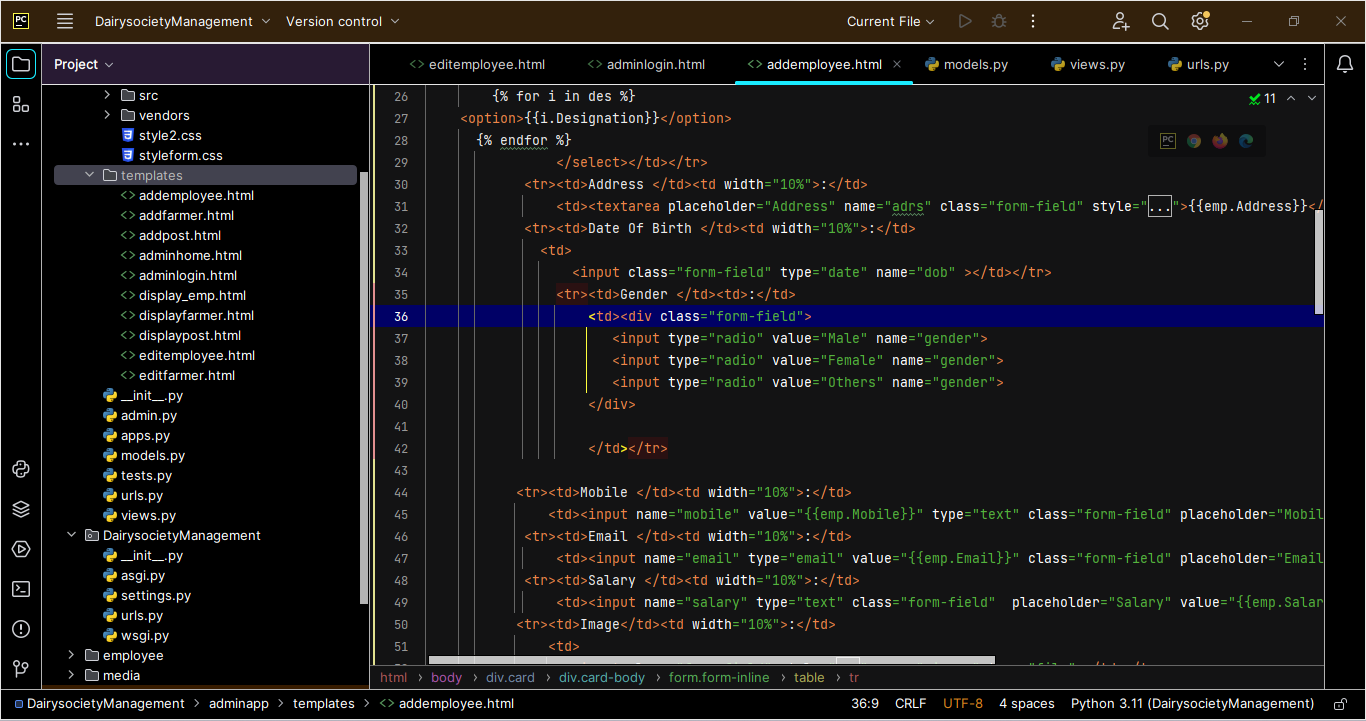 PC DairysocietyManagement Version control Current File
Project
editemployee.html adminlogin.html addemployee.html models.py views.py urls.py
src
vendors
style2.css
styleform.css
templates
addemployee.html
addfarmer.html
addpost.html
adminhome.html
adminlogin.html
display_emp.html
displayfarmer.html
displaypost.html
editemployee.html
editfarmer.html
__init__.py
admin.py
apps.py
models.py
tests.py
urls.py
views.py
DairysocietyManagement
__init__.py
asgi.py
settings.py
urls.py
wsgi.py
employee
media
11
PC
26 {% for i in des %}
27 <option>{{i.Designation}}</option>
28 {% endfor %}
29 </select></td></tr>
30 <tr><td>Address </td><td width="10%">:</td>
31 <td><textarea placeholder="Address" name="adrs" class="form-field" style="...">{{emp.Address}}</
32 <tr><td>Date Of Birth </td><td width="10%">:</td>
33 <td>
34 <input class="form-field" type="date" name="dob" ></td></tr>
35 <tr><td>Gender </td><td>:</td>
36 <td><div class="form-field">
37 <input type="radio" value="Male" name="gender">
38 <input type="radio" value="Female" name="gender">
39 <input type="radio" value="Others" name="gender">
40 </div>
41
42 </td></tr>
43
44 <tr><td>Mobile </td><td width="10%">:</td>
45 <td><input name="mobile" value="{{emp.Mobile}}" type="text" class="form-field" placeholder="Mobil
46 <tr><td>Email </td><td width="10%">:</td>
47 <td><input name="email" type="email" value="{{emp.Email}}" class="form-field" placeholder="Email
48 <tr><td>Salary </td><td width="10%">:</td>
49 <td><input name="salary" type="text" class="form-field"  placeholder="Salary" value="{{emp.Salar
50 <tr><td>Image</td><td width="10%">:</td>
51 <td>
html body div.card div.card-body form.form-inline table tr
DairysocietyManagement adminapp templates addemployee.html 36:9 CRLF UTF-8 4 spaces Python 3.11 (DairysocietyManagement)